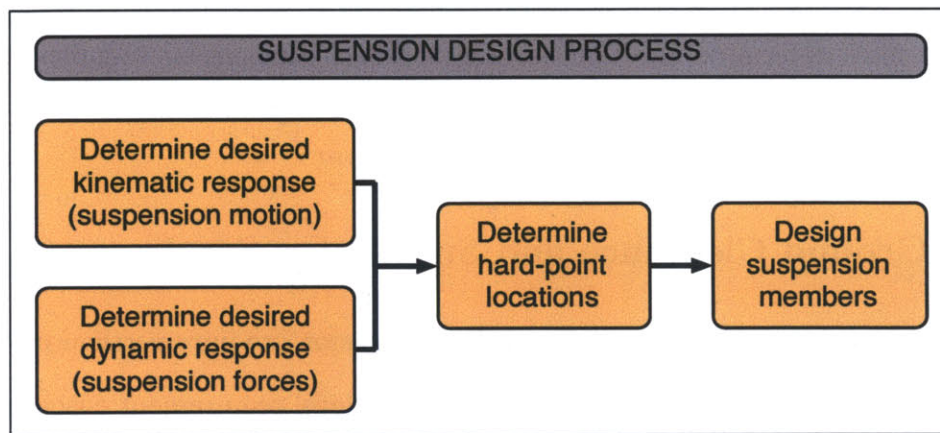 SUSPENSION DESIGN PROCESS
Determine desired
kinematic response
(suspension motion)
Determine desired
dynamic response
(suspension forces)
Determine
hard-point
locations
Design
suspension
members